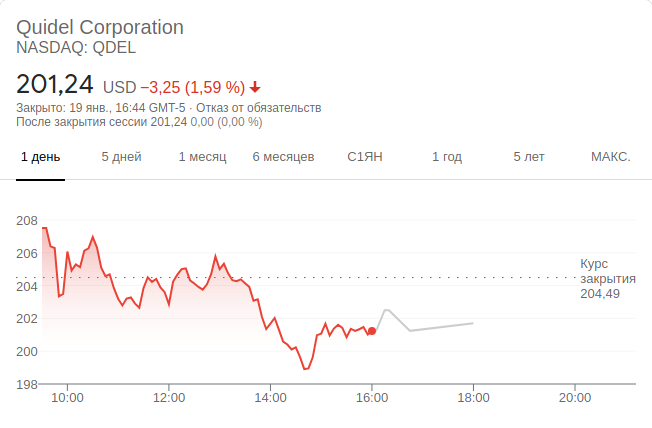 Quidel Corporation
NASDAQ: QDEL
201,24 USD −3,25 (1,59 %)
Закрыто: 19 янв., 16:44 GMT-5 · Отказ от обязательств
После закрытия сессии 201,24 0,00 (0,00 %)
1 день 5 дней 1 месяц 6 месяцев С1ЯН 1 год 5 лет МАКС.
208
206
204
202
200
198
Курс
закрытия
204,49
10:00 12:00 14:00 16:00 18:00 20:00